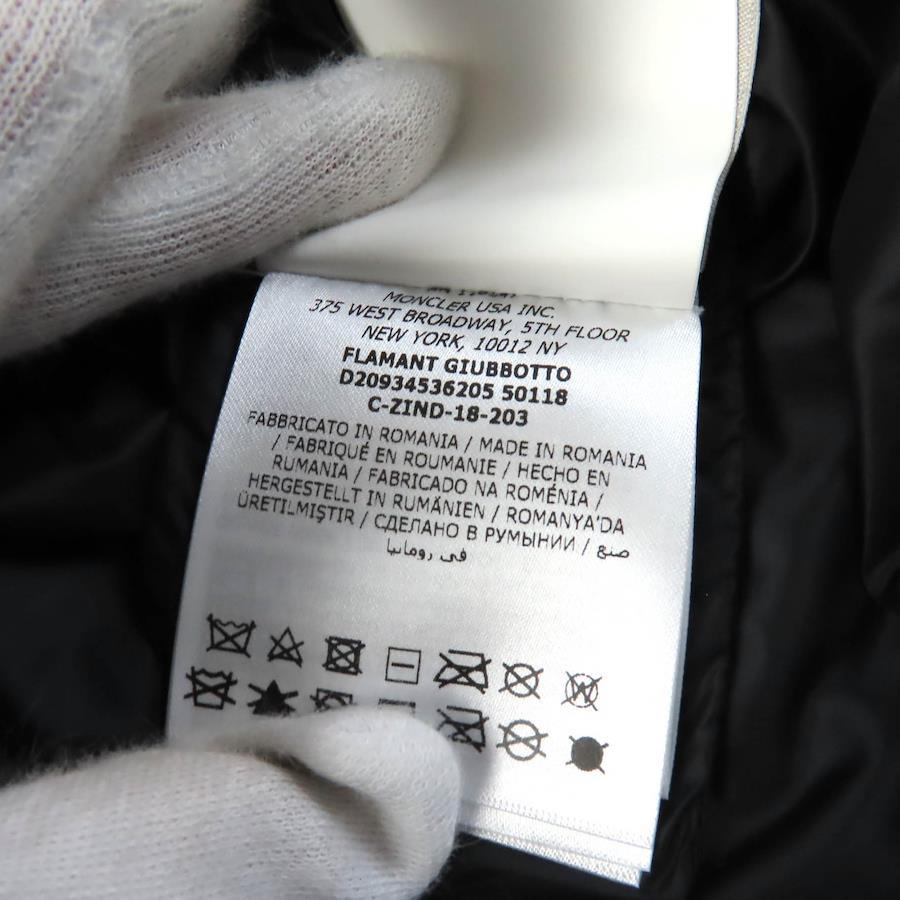 MONCLER USA INC.
375 WEST BROADWAY, 5TH FLOOR
NEW YORK, 10012 NY
FLAMANT GIUBBOTTO
D20934536205 50118
C-ZIND-18-203
FABBRICATO IN ROMANIA / MADE IN ROMANIA
/ FABRIQUÉ EN ROUMANIE / HECHO EN
RUMANIA / FABRICADO NA ROMÉNIA /
HERGESTELLT IN RUMÄNIEN / ROMANYA'DA
ÜRETILMIŞTIR / СДЕЛАНО В РУМЫНИИ / صنع
في رومانيا
W